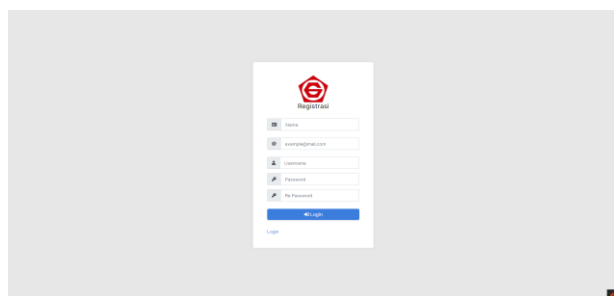 Registrasi
Nama
example@mail.com
Username
Password
Re Password
Login
Login